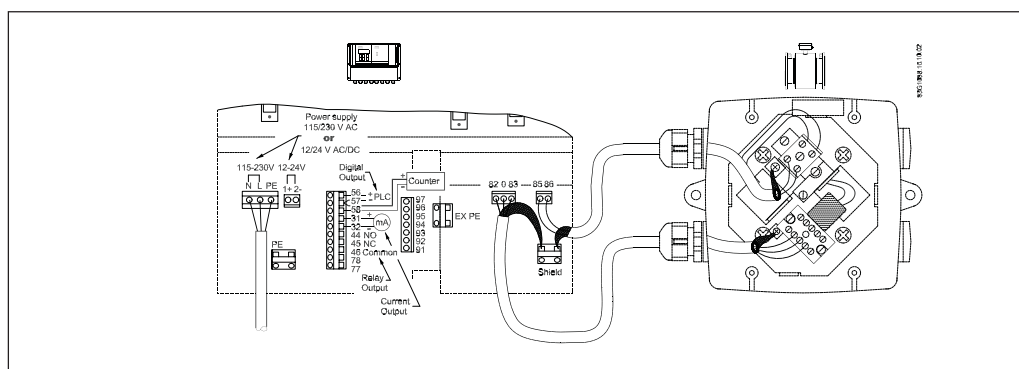 Power supply
115/230 V AC
or
12/24 V AC/DC
115-230V 12-24V
N L PE 1+ 2-
PE
Digital
Output
56 + PLC
57 -
58
31 +
32 -
44 NO
45 NC
46 Common
78
77
mA
Relay
Output
Current
Output
+ Counter
-
97
96
95
94
93
92
91
EX PE
82 0 83 85 86
Shield